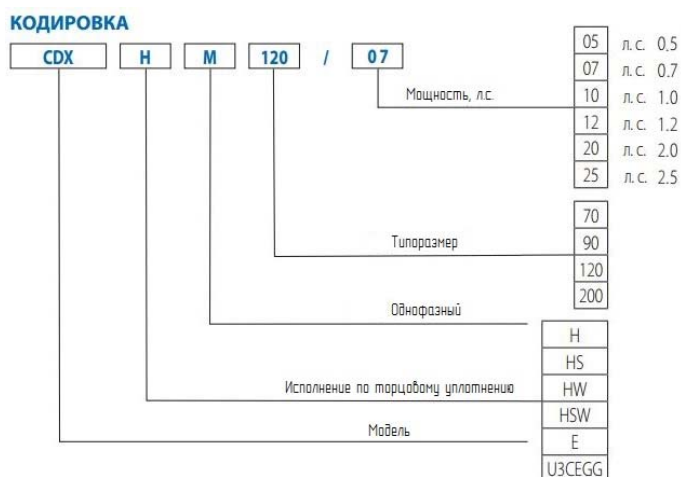 КОДИРОВКА
CDX H M 120 / 07
05 л.с. 0.5
07 л.с. 0.7
Мощность, л.с.
10 л.с. 1.0
12 л.с. 1.2
20 л.с. 2.0
25 л.с. 2.5
70
Типоразмер
90
120
200
Однофазный
H
HS
Исполнение по торцовому уплотнению
HW
HSW
Модель
E
U3CEGG